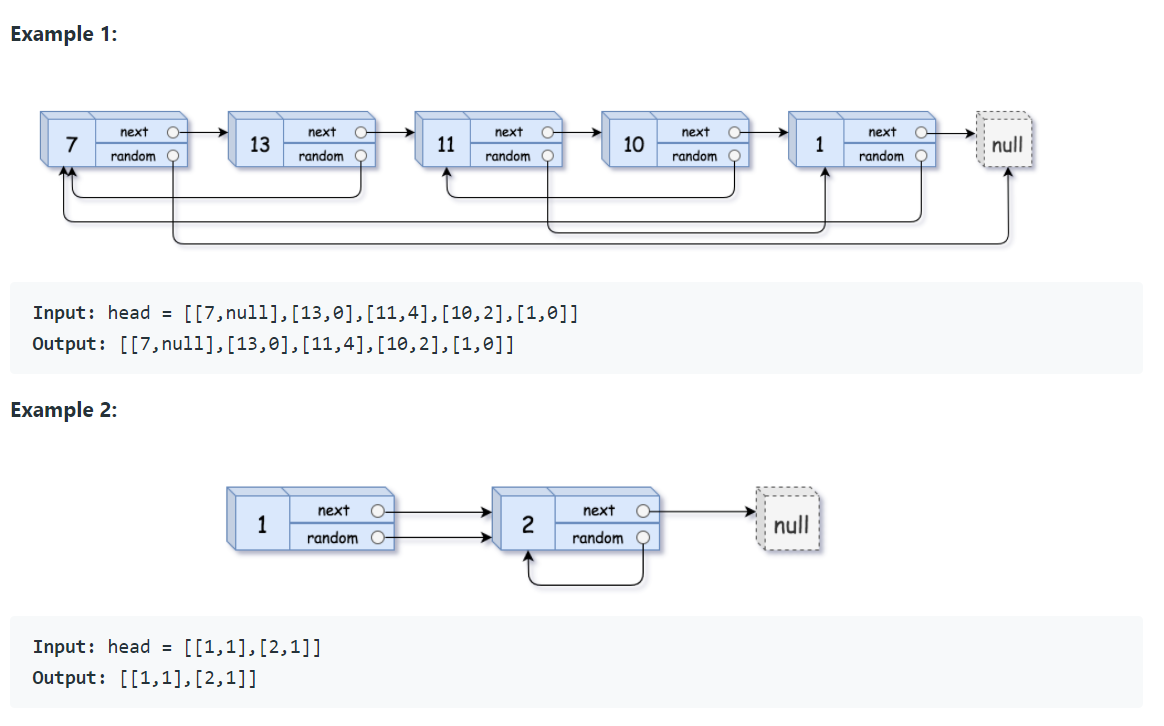 Example 1:
7 next random 13 next random 11 next random 10 next random 1 next random null
Input: head = [[7,null],[13,0],[11,4],[10,2],[1,0]]
Output: [[7,null],[13,0],[11,4],[10,2],[1,0]]
Example 2:
1 next random 2 next random null
Input: head = [[1,1],[2,1]]
Output: [[1,1],[2,1]]